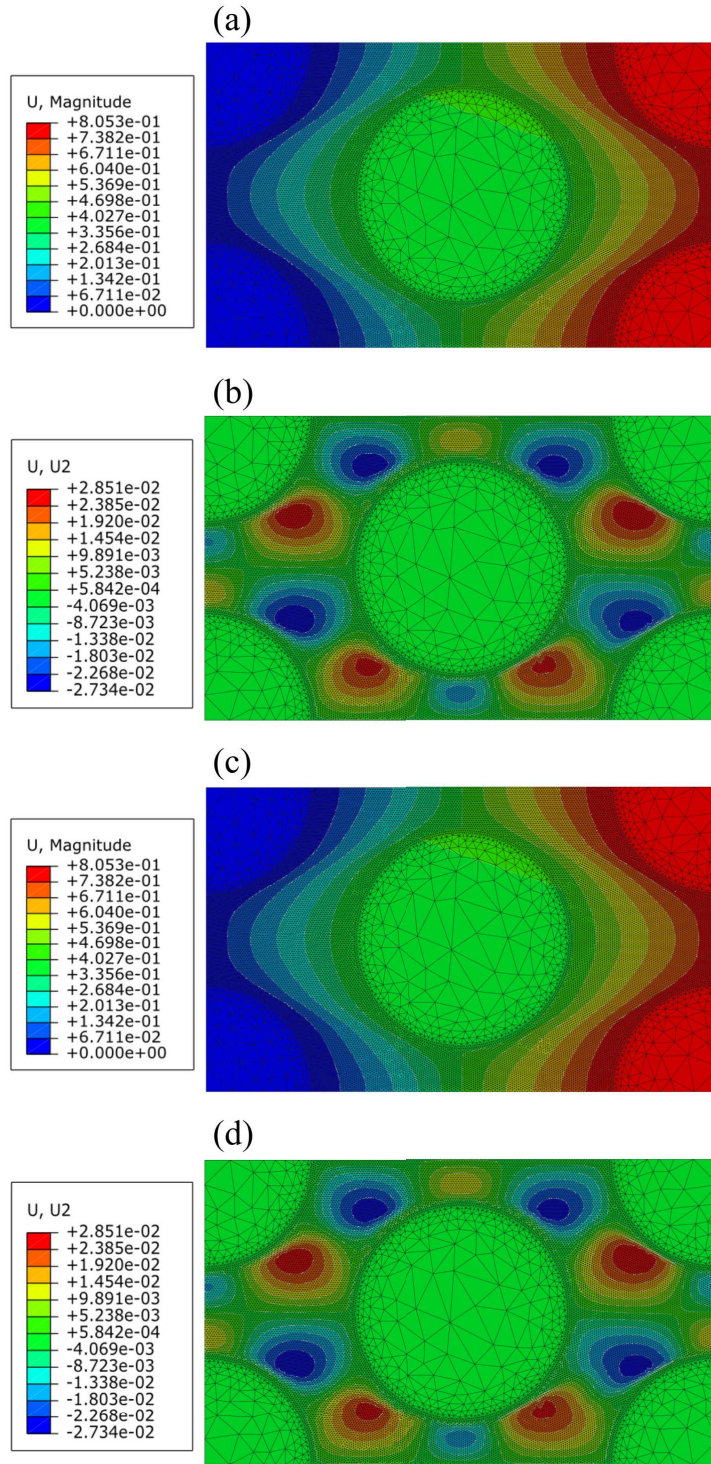 (a)
U, Magnitude
+8.053e-01
+7.382e-01
+6.711e-01
+6.040e-01
+5.369e-01
+4.698e-01
+4.027e-01
+3.356e-01
+2.684e-01
+2.013e-01
+1.342e-01
+6.711e-02
+0.000e+00
(b)
U, U2
+2.851e-02
+2.385e-02
+1.920e-02
+1.454e-02
+9.891e-03
+5.238e-03
+5.842e-04
-4.069e-03
-8.723e-03
-1.338e-02
-1.803e-02
-2.268e-02
-2.734e-02
(c)
U, Magnitude
+8.053e-01
+7.382e-01
+6.711e-01
+6.040e-01
+5.369e-01
+4.698e-01
+4.027e-01
+3.356e-01
+2.684e-01
+2.013e-01
+1.342e-01
+6.711e-02
+0.000e+00
(d)
U, U2
+2.851e-02
+2.385e-02
+1.920e-02
+1.454e-02
+9.891e-03
+5.238e-03
+5.842e-04
-4.069e-03
-8.723e-03
-1.338e-02
-1.803e-02
-2.268e-02
-2.734e-02